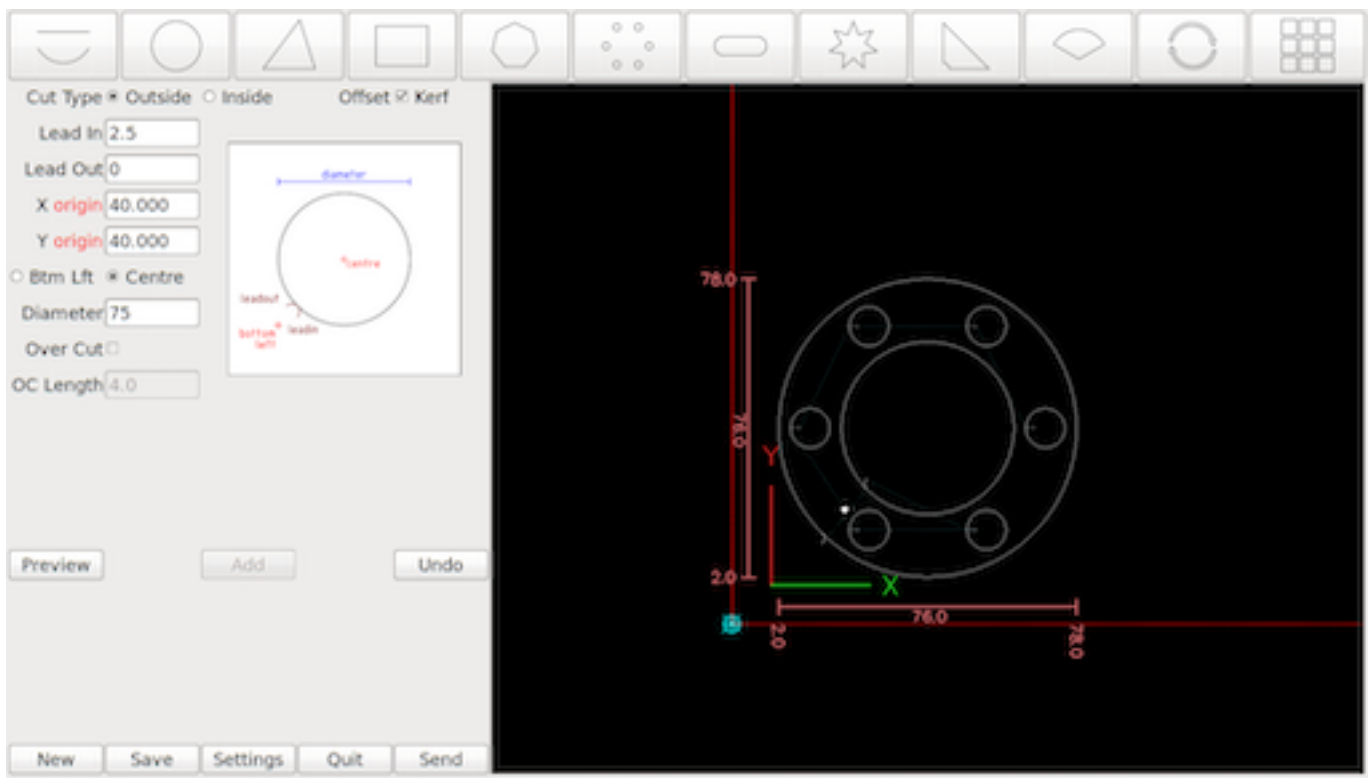 Cut Type Outside Inside Offset Kerf
Lead In 2.5
Lead Out 0
X origin 40.000
Y origin 40.000
Btm Lft Centre
Diameter 75
Over Cut
OC Length 4.0
diameter
centre
leadout
leadin
bottom
left
Preview Add Undo
New Save Settings Quit Send
78.0
76.0
Y
2.0
X
76.0
2.0
78.0